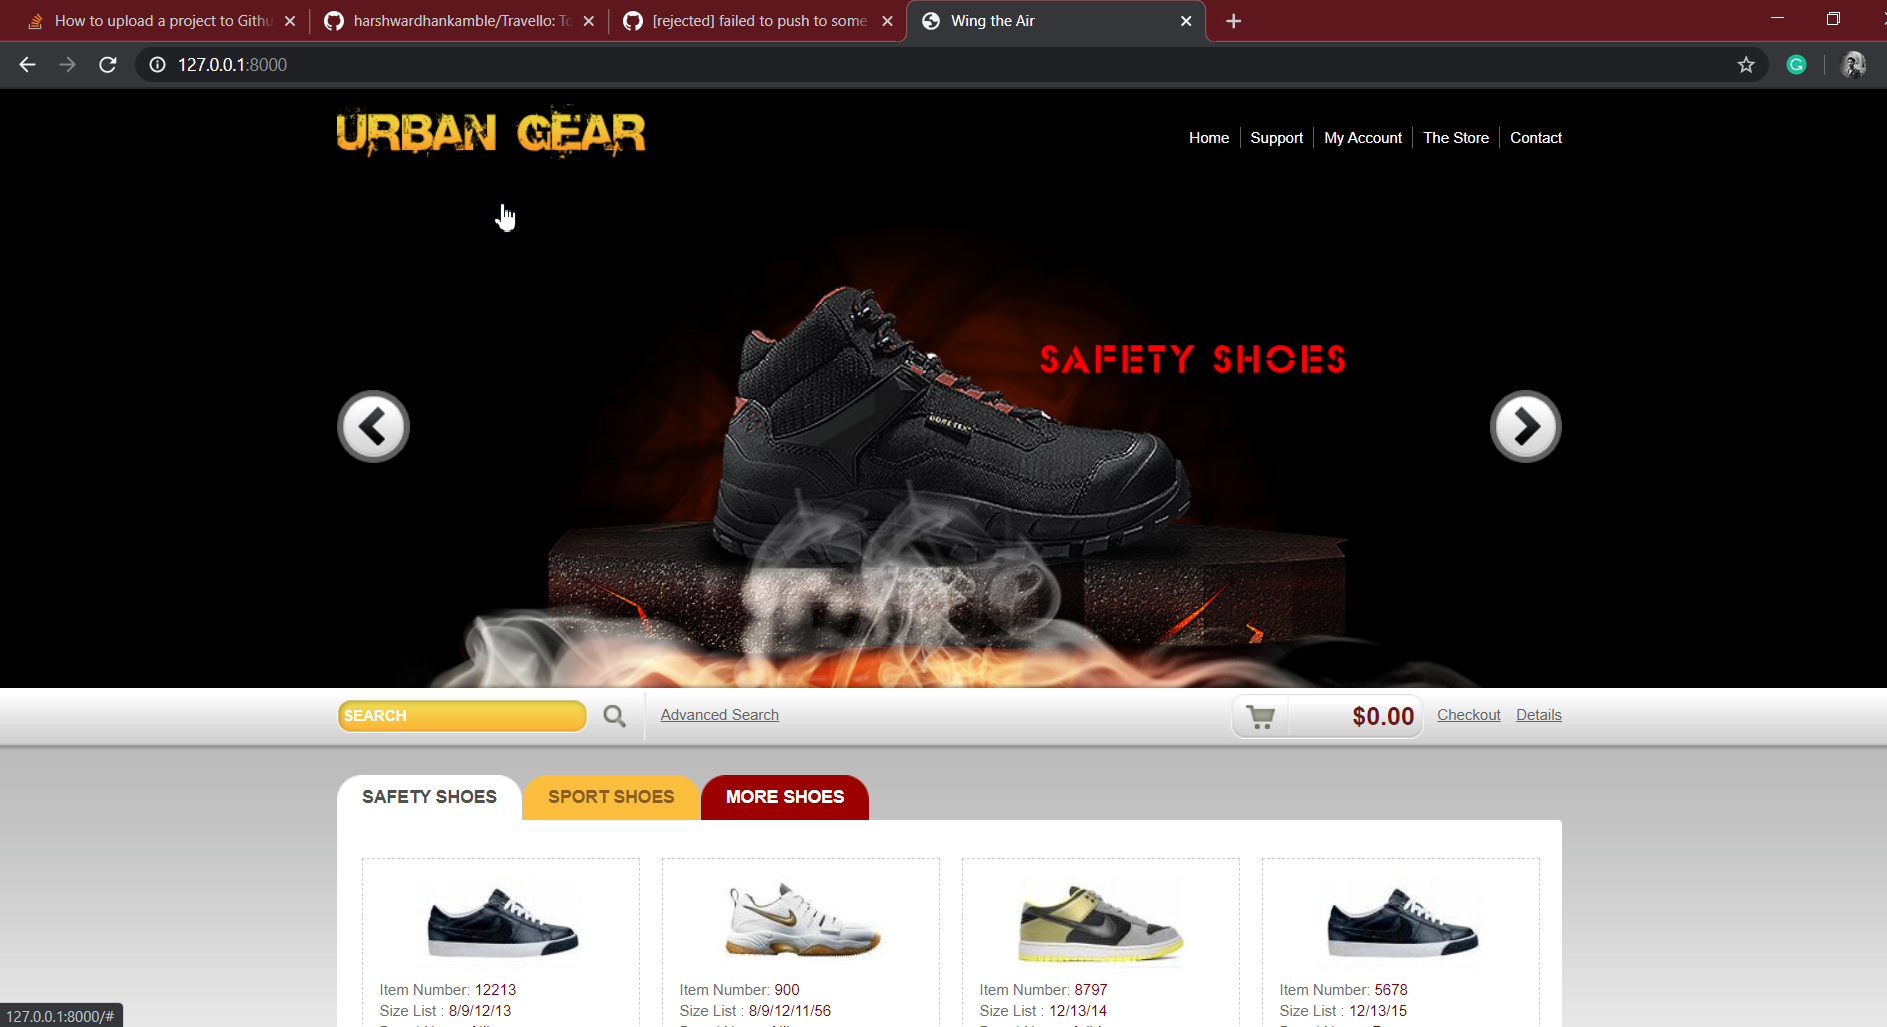 How to upload a project to Githu
harshwardhankamble/Travello: To
[rejected] failed to push to some
Wing the Air
127.0.0.1:8000
URBAN GEAR
Home
Support
My Account
The Store
Contact
SAFETY SHOES
GORE-TEX
SEARCH
Advanced Search
$0.00
Checkout
Details
SAFETY SHOES
SPORT SHOES
MORE SHOES
Item Number: 12213
Size List : 8/9/12/13
Item Number: 900
Size List : 8/9/12/11/56
Item Number: 8797
Size List : 12/13/14
Item Number: 5678
Size List : 12/13/15
127.0.0.1:8000/#